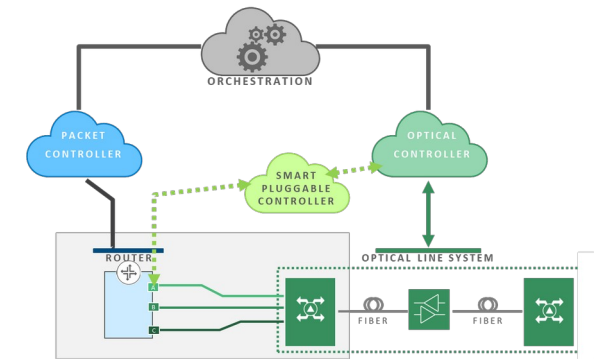 ORCHESTRATION
PACKET
CONTROLLER
OPTICAL
CONTROLLER
SMART
PLUGGABLE
CONTROLLER
ROUTER
OPTICAL LINE SYSTEM
A
B
C
FIBER
FIBER